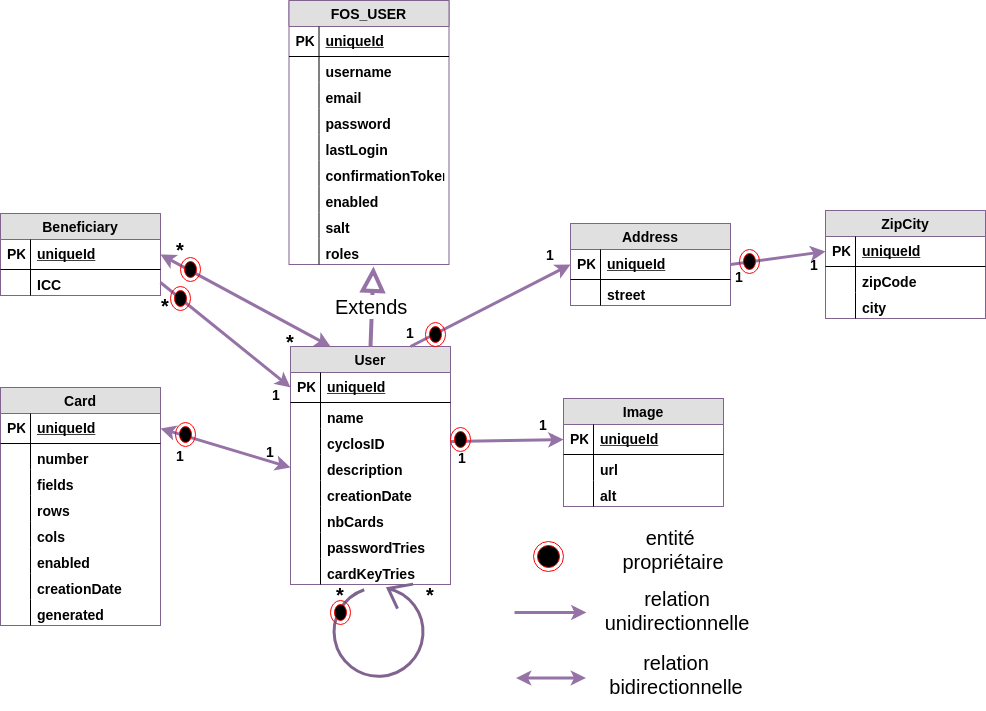 FOS_USER
PK uniqueId
username
email
password
lastLogin
confirmationToken
enabled
salt
roles
Beneficiary
PK uniqueId
ICC
Address
PK uniqueId
street
ZipCity
PK uniqueId
zipCode
city
Extends
User
PK uniqueId
name
cyclosID
description
creationDate
nbCards
passwordTries
cardKeyTries
Card
PK uniqueId
number
fields
rows
cols
enabled
creationDate
generated
Image
PK uniqueId
url
alt
*
*
*
1
1
1
1
1
1
1
1
1
*
*
entité
propriétaire
relation
unidirectionnelle
relation
bidirectionnelle